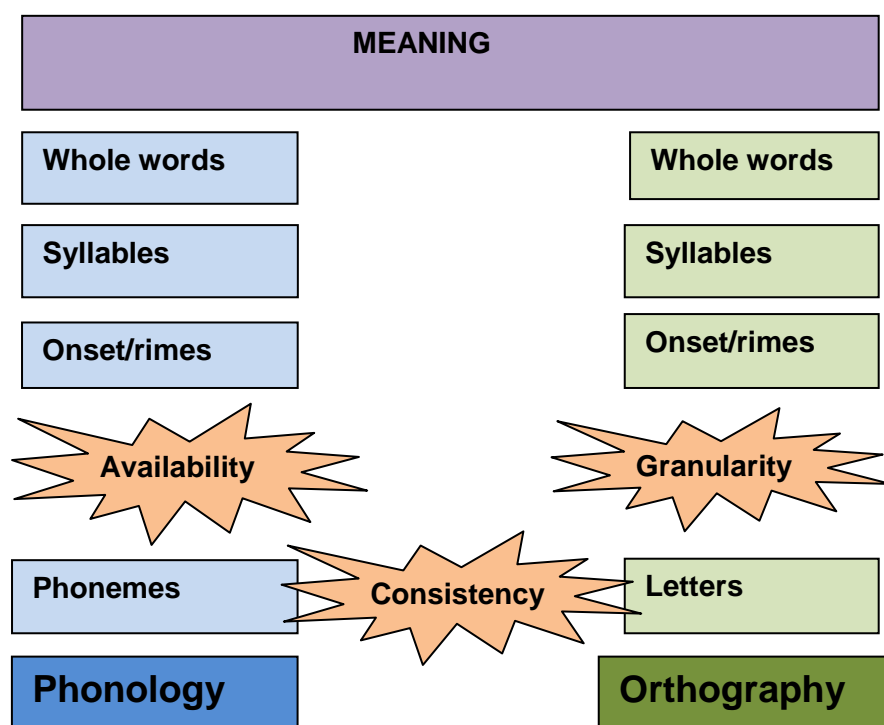 MEANING
Whole words
Whole words
Syllables
Syllables
Onset/rimes
Onset/rimes
Availability
Granularity
Phonemes
Consistency
Letters
Phonology
Orthography